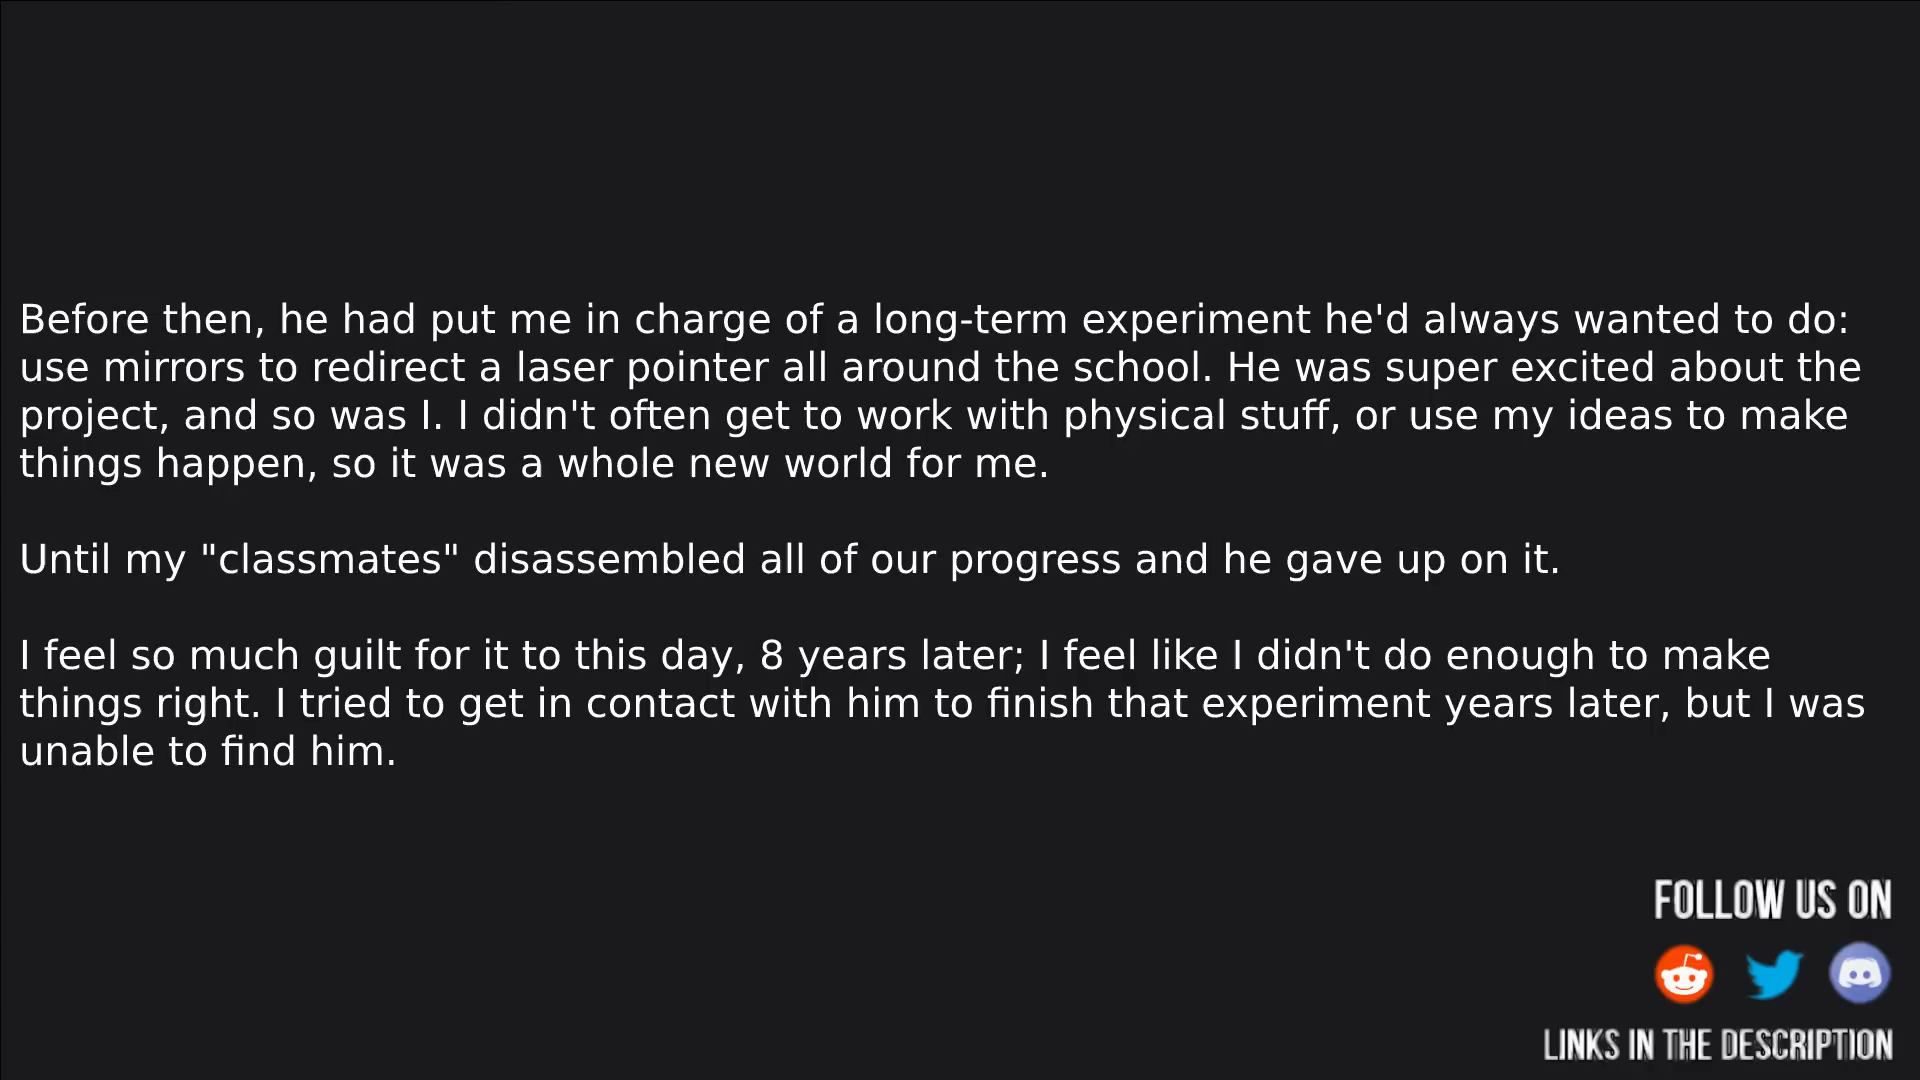 Before then, he had put me in charge of a long-term experiment he'd always wanted to do:
use mirrors to redirect a laser pointer all around the school. He was super excited about the
project, and so was I. I didn't often get to work with physical stuff, or use my ideas to make
things happen, so it was a whole new world for me.
Until my "classmates" disassembled all of our progress and he gave up on it.
I feel so much guilt for it to this day, 8 years later; I feel like I didn't do enough to make
things right. I tried to get in contact with him to finish that experiment years later, but I was
unable to find him.
FOLLOW US ON
LINKS IN THE DESCRIPTION